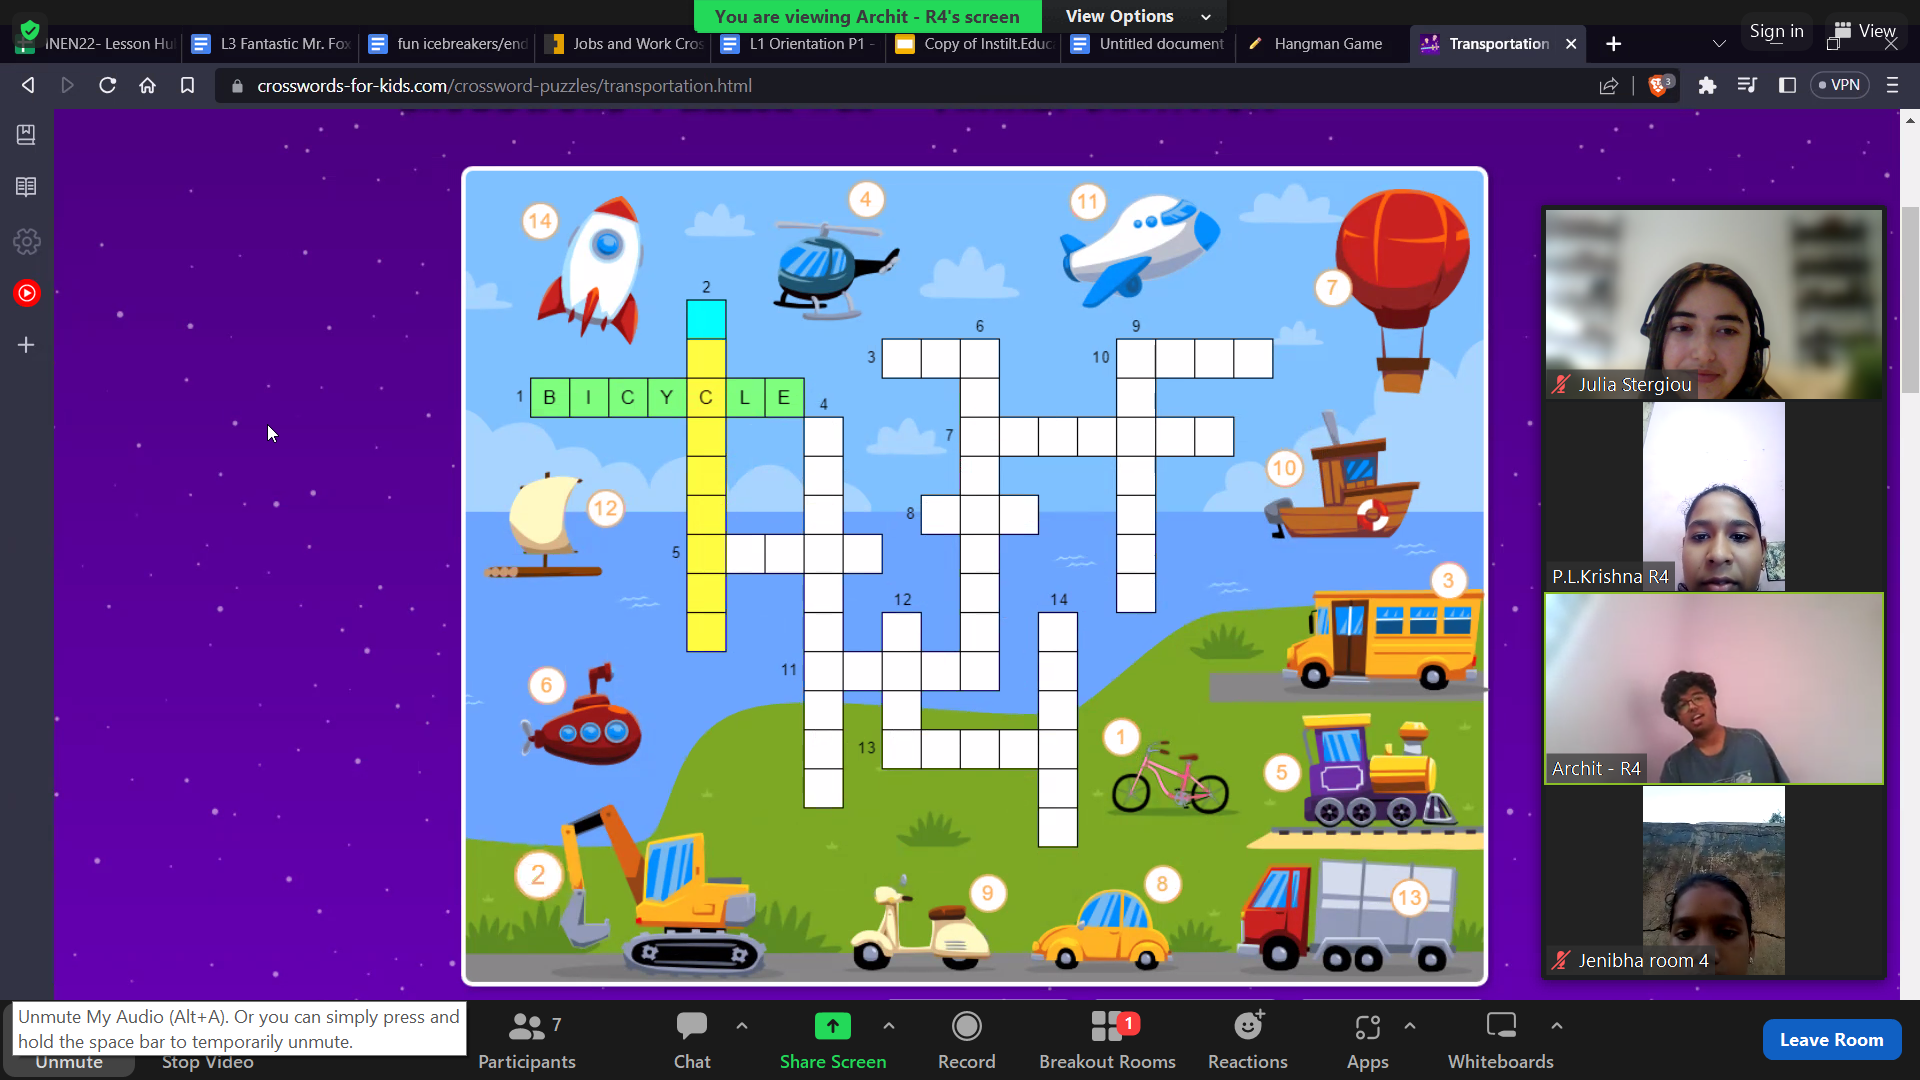 You are viewing Archit - R4's screen
View Options
Sign in
View
INEN22- Lesson Hu
L3 Fantastic Mr. Fox
fun icebreakers/end
Jobs and Work Cros
L1 Orientation P1 -
Copy of Instilt.Educ
Untitled document
Hangman Game
Transportation
crosswords-for-kids.com/crossword-puzzles/transportation.html
3
VPN
14
4
11
7
2
6
9
3
10
1
B I C Y C L E
4
7
10
12
8
5
3
12
14
11
6
13
1
5
2
9
8
13
Julia Stergiou
P.L.Krishna R4
Archit - R4
Jenibha room 4
Unmute My Audio (Alt+A). Or you can simply press and
hold the space bar to temporarily unmute.
Unmute
Stop Video
7
Participants
Chat
Share Screen
Record
1
Breakout Rooms
Reactions
Apps
Whiteboards
Leave Room